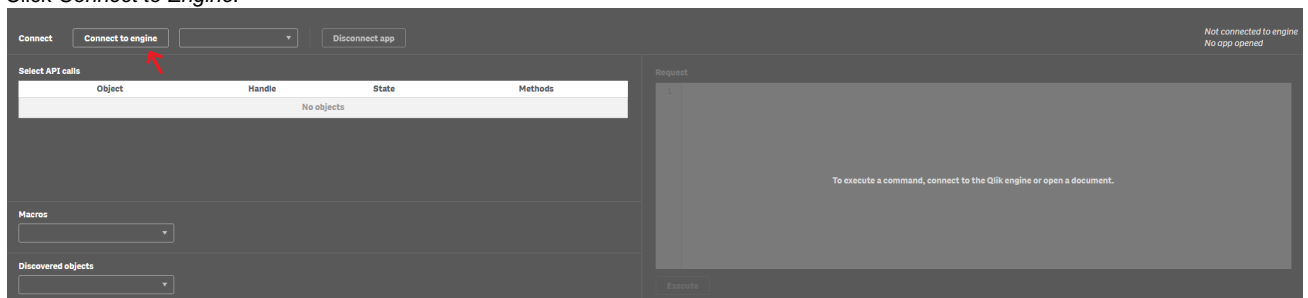 Click Connect to Engine.
Connect Connect to engine Disconnect app
Not connected to engine
No app opened
Select API calls
Object Handle State Methods
No objects
Macros
Discovered objects
Request
1
To execute a command, connect to the Qlik engine or open a document.
Execute